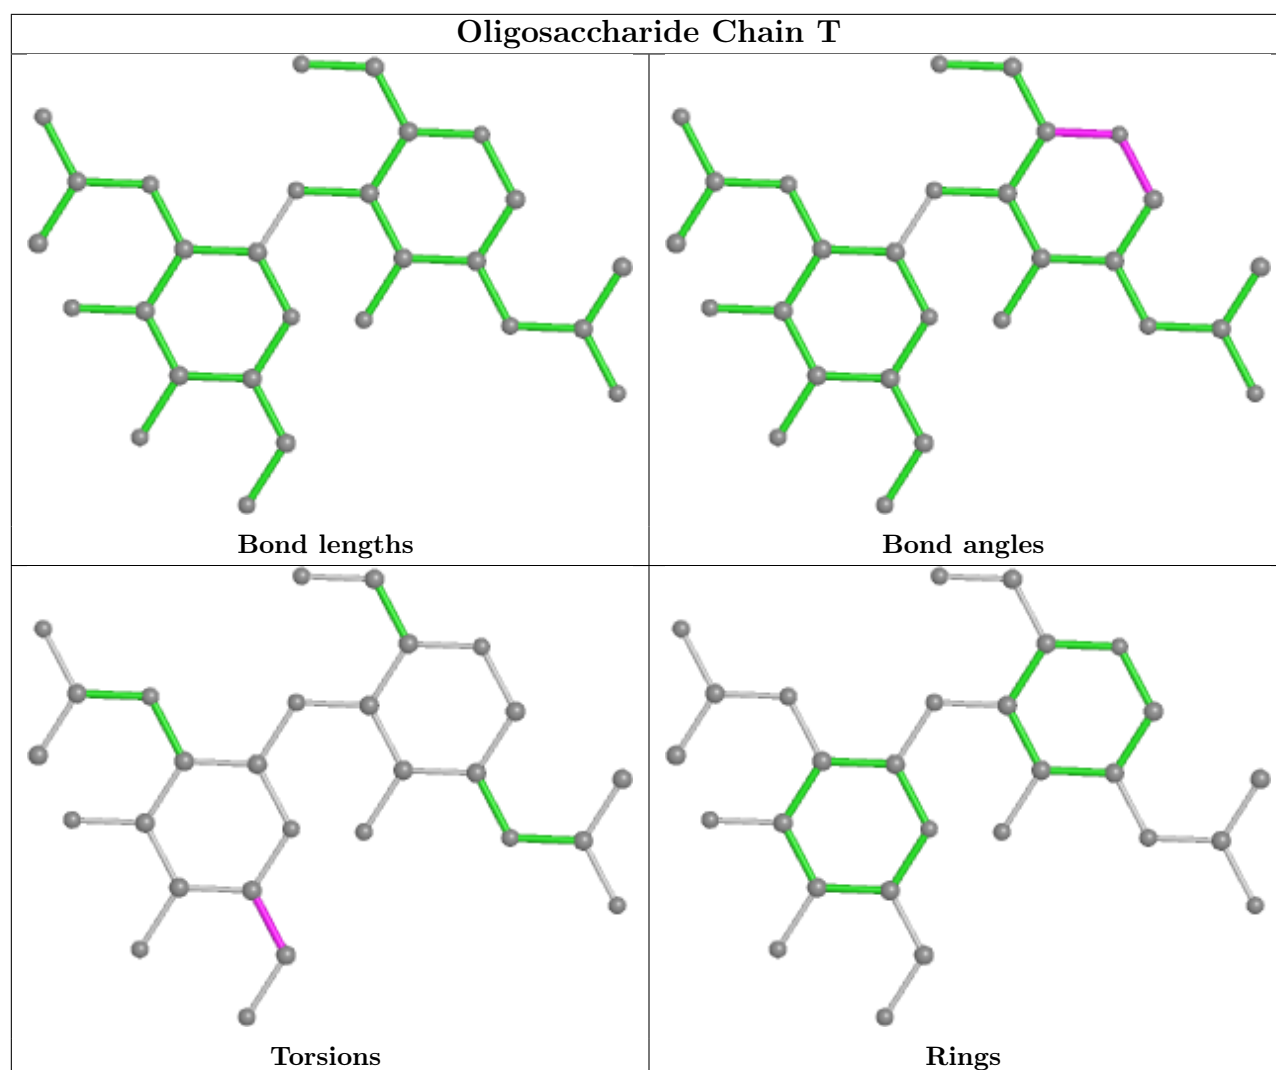 Oligosaccharide Chain T
Bond lengths
Bond angles
Torsions
Rings